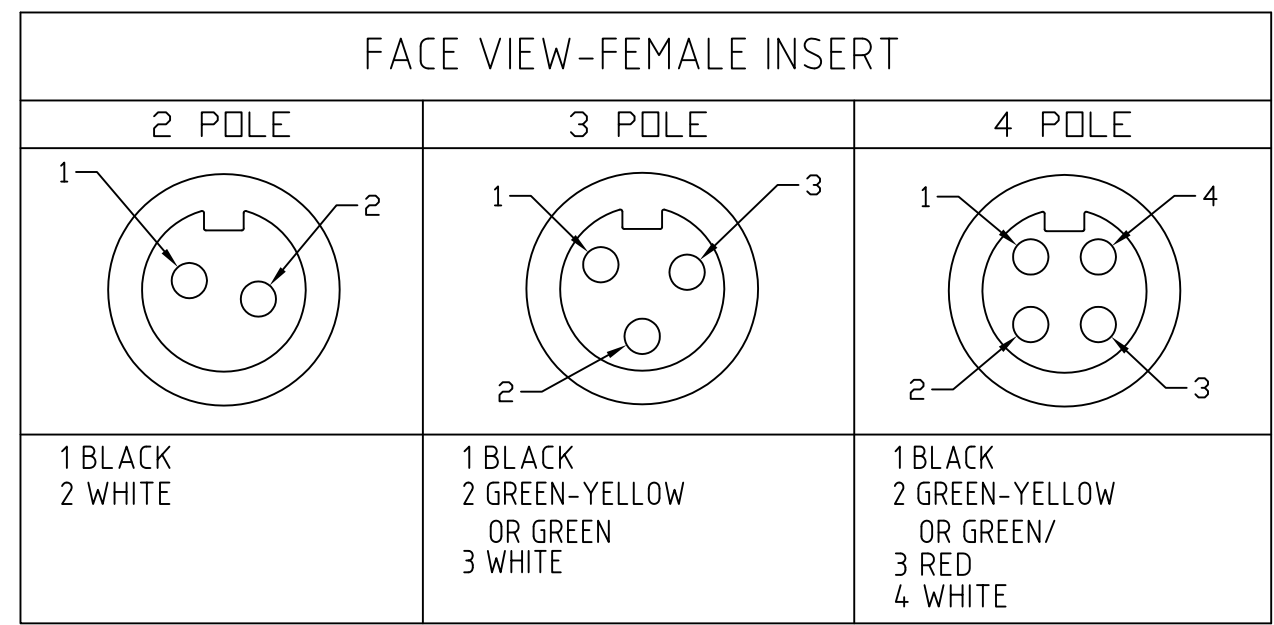 FACE VIEW-FEMALE INSERT
2 POLE
3 POLE
4 POLE
1
2
1
3
2
1
4
2
3
1 BLACK
2 WHITE
1 BLACK
2 GREEN-YELLOW
OR GREEN
3 WHITE
1 BLACK
2 GREEN-YELLOW
OR GREEN/
3 RED
4 WHITE